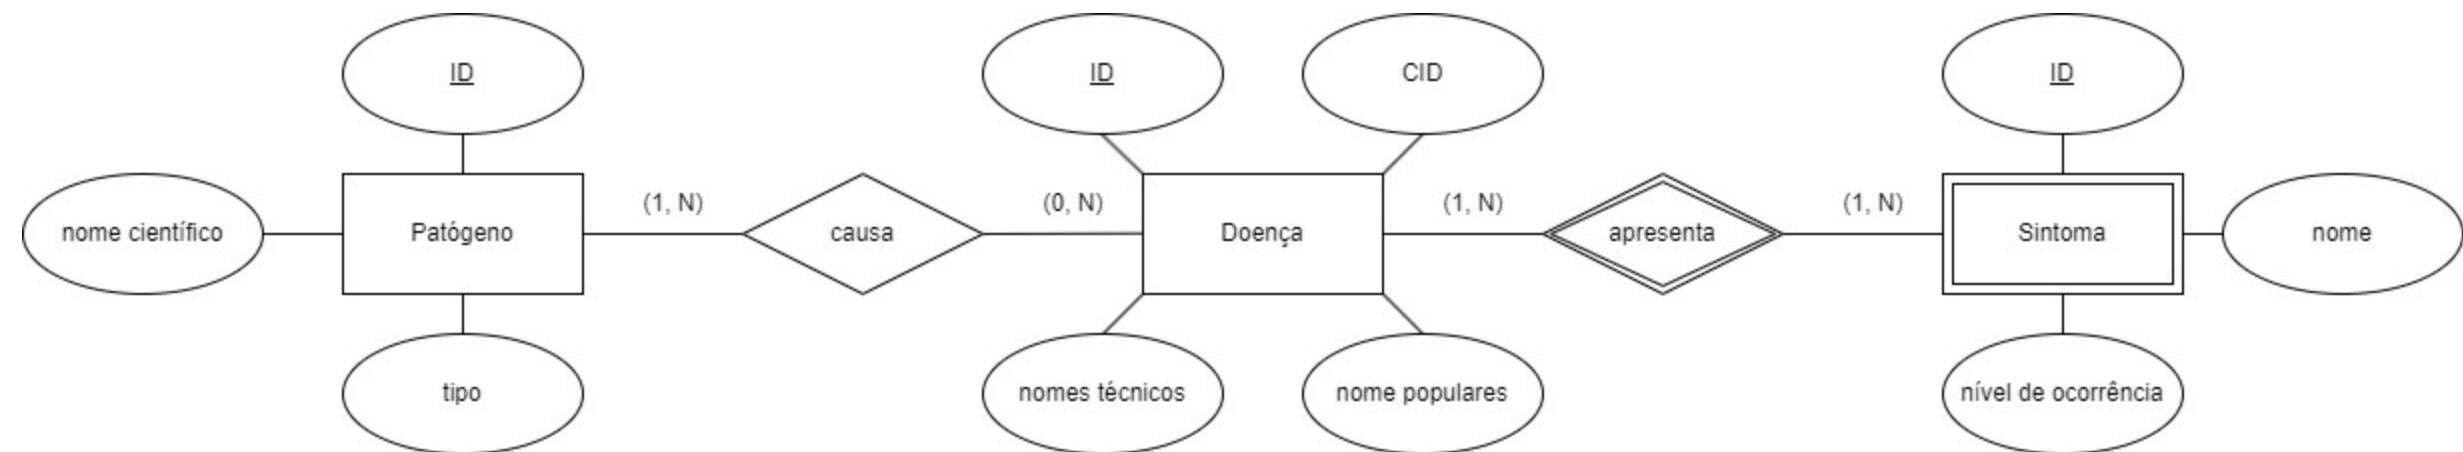 ID
ID
CID
ID
nome científico
Patógeno
(1, N)
causa
(0, N)
Doença
(1, N)
apresenta
(1, N)
Sintoma
nome
tipo
nomes técnicos
nome populares
nível de ocorrência